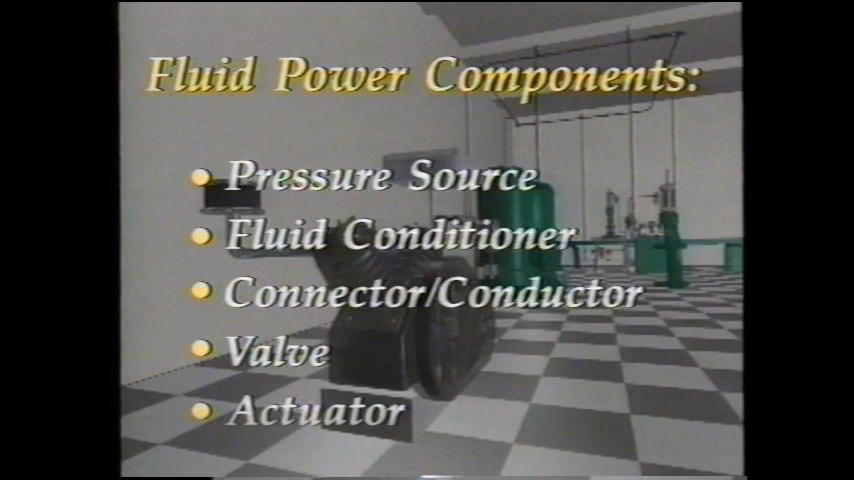 Fluid Power Components:
• Pressure Source
• Fluid Conditioner
• Connector/Conductor
• Valve
• Actuator